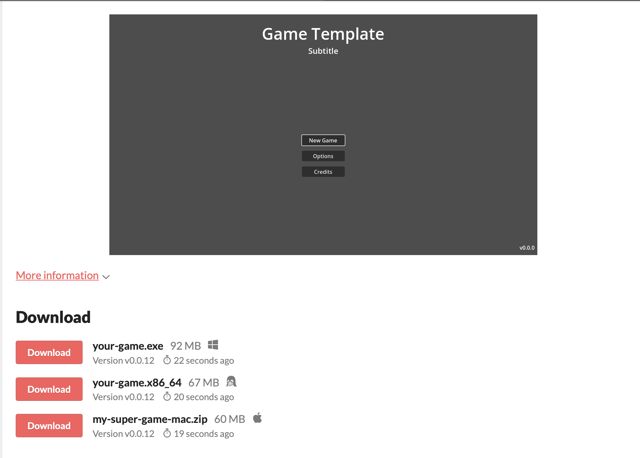 Game Template
Subtitle
New Game
Options
Credits
v0.0.0
More information
Download
Download your-game.exe 92 MB
Version v0.0.12 22 seconds ago
Download your-game.x86_64 67 MB
Version v0.0.12 20 seconds ago
Download my-super-game-mac.zip 60 MB
Version v0.0.12 19 seconds ago